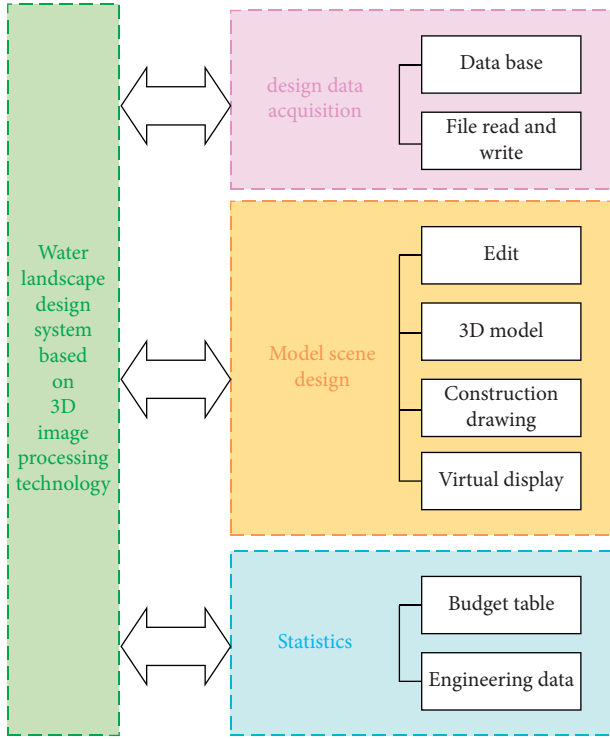 Water
landscape
design
system
based
on
3D
image
processing
technology
design data
acquisition
Data base
File read and
write
Model scene
design
Edit
3D model
Construction
drawing
Virtual display
Statistics
Budget table
Engineering data